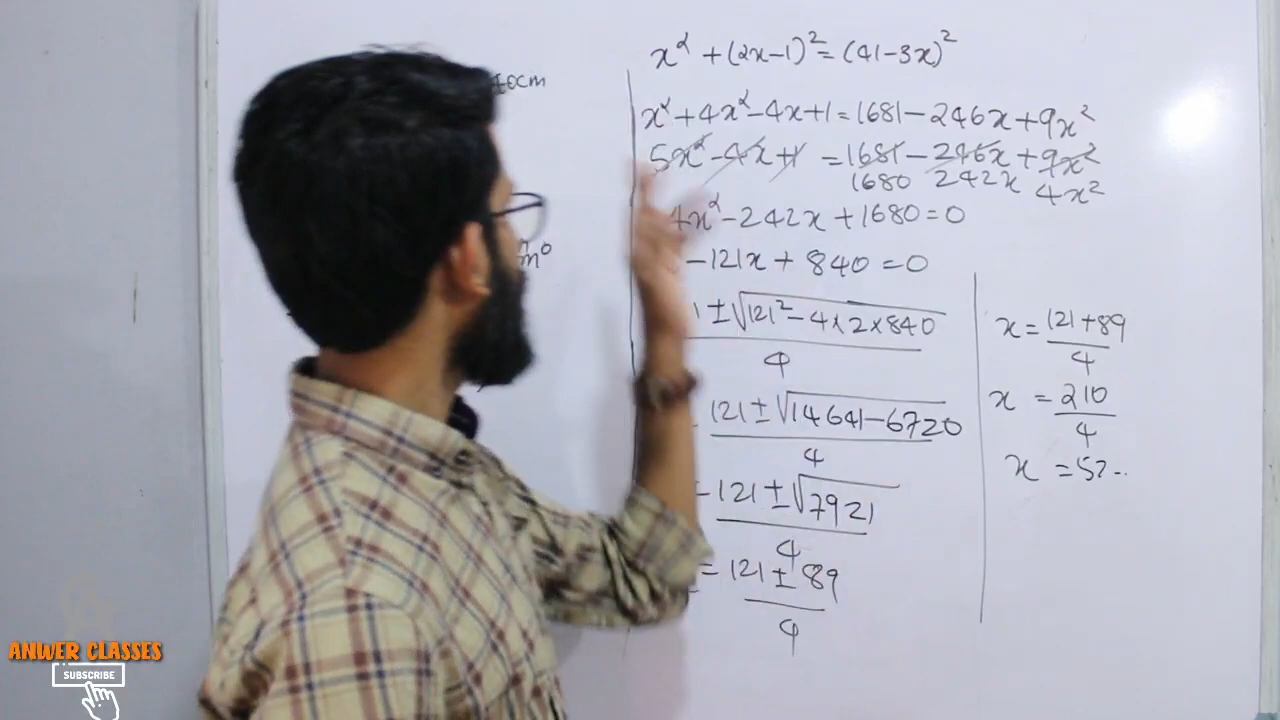 40cm
x² + (2x-1)² = (41-3x)²
x² + 4x² - 4x + 1 = 1681 - 246x + 9x²
5x² - 4x + 1 = 1681 - 246x + 9x²
1680 242x 4x²
4x² - 242x + 1680 = 0
- 121x + 840 = 0
± √121² - 4 x 2 x 840
4
121 ± √14641 - 6720
4
121 ± √7921
4
= 121 ± 89
4
x = 121 + 89
4
x = 210
4
x = 52 -
ANWER CLASSES
SUBSCRIBE